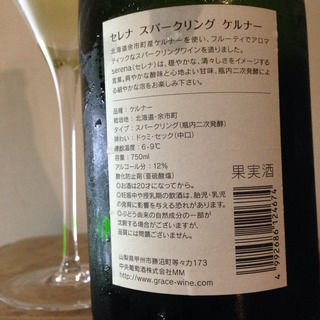 セレナ スパークリング ケルナー
北海道余市町産ケルナーを使い、フルーティでアロマ
ティックなスパークリングワインを造りました。
serena(セレナ)は、穏やかな、清々しさをイメージする
言葉。爽やかな酸味と心地よい甘味、瓶内二次発酵によ
る緩やかな泡をお楽しみ下さい。
品種：ケルナー
栽培地：北海道・余市町
タイプ：スパークリング(瓶内二次発酵)
味わい：ドゥミ・セック(中口)
適飲温度：6-9℃
容量：750ml
アルコール分：12%
酸化防止剤(亜硫酸塩)
◎お酒は20才になってから。
◎妊娠中や授乳期の飲酒は、胎児・乳児
の発育に影響を与える恐れがあります。
◎ぶどう由来の自然成分の一部が
沈殿する場合がございますが、
品質には問題ございません。
果実酒
4 992686 124674
山梨県甲州市勝沼町等々力173
中央葡萄酒株式会社MM
http://www.grace-wine.com